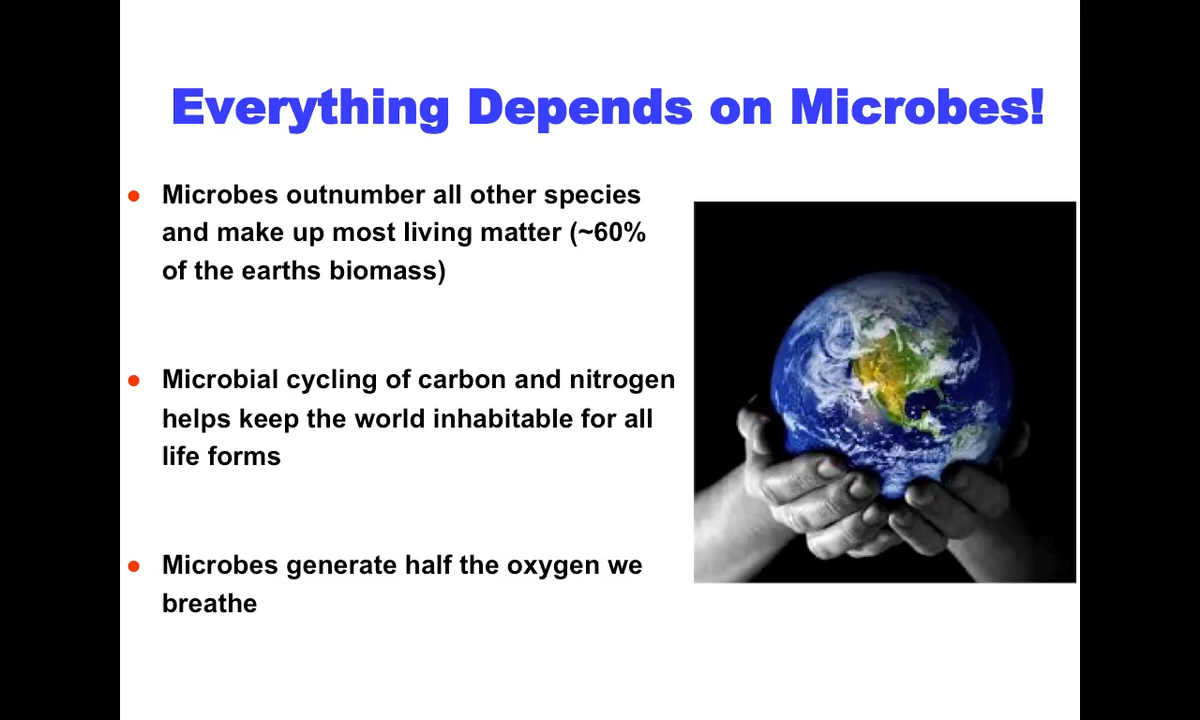 Everything Depends on Microbes!
• Microbes outnumber all other species
and make up most living matter (~60%
of the earths biomass)
• Microbial cycling of carbon and nitrogen
helps keep the world inhabitable for all
life forms
• Microbes generate half the oxygen we
breathe